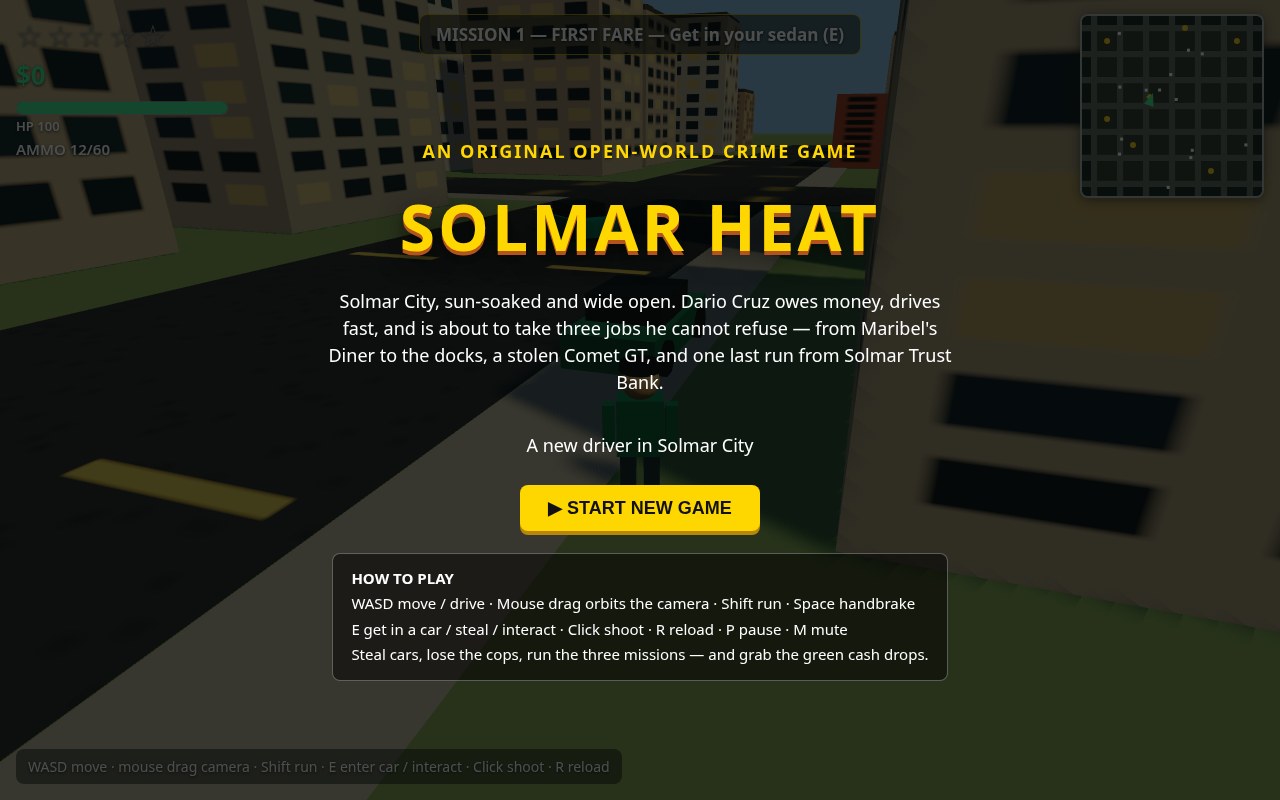 ☆☆☆☆☆
MISSION 1 — FIRST FARE — Get in your sedan (E)
$0
HP 100
AMMO 12/60
AN ORIGINAL OPEN-WORLD CRIME GAME
SOLMAR HEAT
Solmar City, sun-soaked and wide open. Dario Cruz owes money, drives
fast, and is about to take three jobs he cannot refuse — from Maribel's
Diner to the docks, a stolen Comet GT, and one last run from Solmar Trust
Bank.
A new driver in Solmar City
▶ START NEW GAME
HOW TO PLAY
WASD move / drive · Mouse drag orbits the camera · Shift run · Space handbrake
E get in a car / steal / interact · Click shoot · R reload · P pause · M mute
Steal cars, lose the cops, run the three missions — and grab the green cash drops.
WASD move · mouse drag camera · Shift run · E enter car / interact · Click shoot · R reload